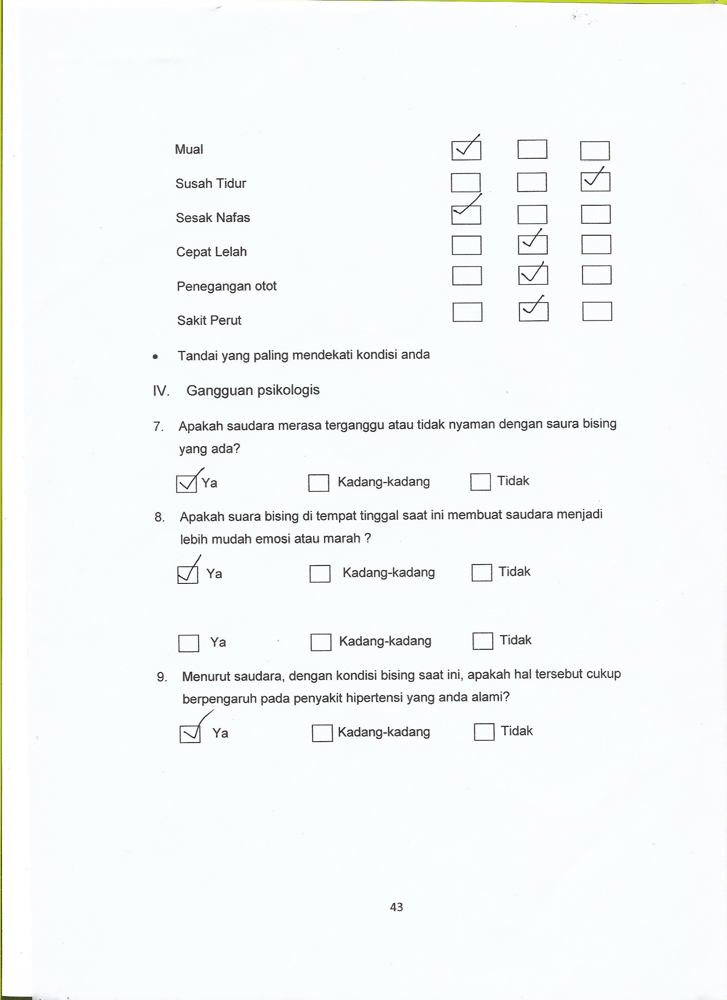 Mual
Susah Tidur
Sesak Nafas
Cepat Lelah
Penegangan otot
Sakit Perut
• Tandai yang paling mendekati kondisi anda
IV. Gangguan psikologis
7. Apakah saudara merasa terganggu atau tidak nyaman dengan saura bising
yang ada?
Ya Kadang-kadang Tidak
8. Apakah suara bising di tempat tinggal saat ini membuat saudara menjadi
lebih mudah emosi atau marah ?
Ya Kadang-kadang Tidak
Ya Kadang-kadang Tidak
9. Menurut saudara, dengan kondisi bising saat ini, apakah hal tersebut cukup
berpengaruh pada penyakit hipertensi yang anda alami?
Ya Kadang-kadang Tidak
43